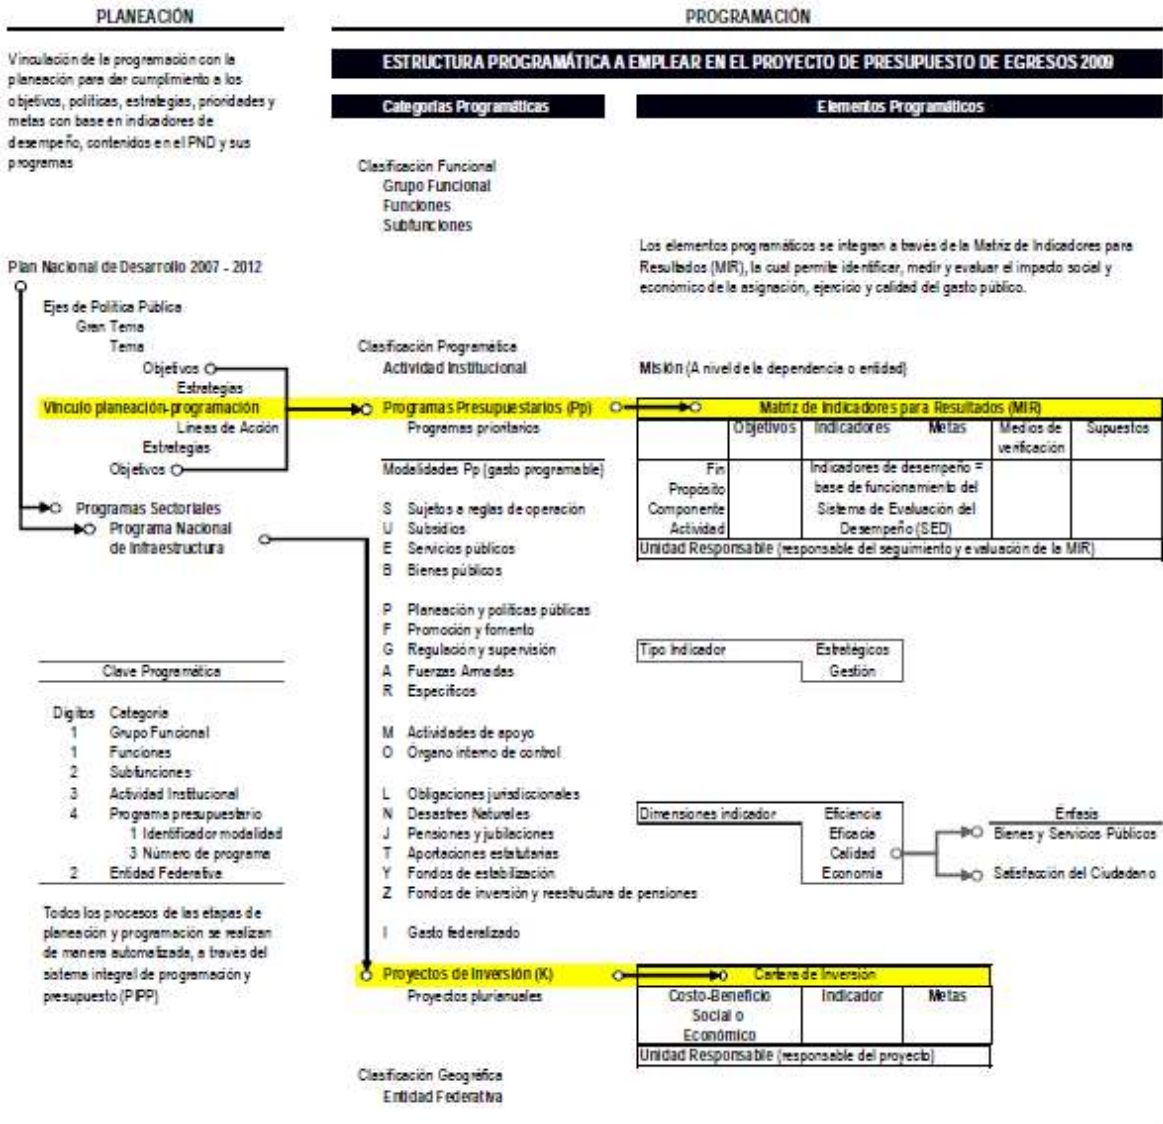 PLANEACIÓN
Vinculación de la programación con la
planeación para dar cumplimiento a los
objetivos, políticas, estrategias, prioridades y
metas con base en indicadores de
desempeño, contenidos en el PND y sus
programas
Plan Nacional de Desarrollo 2007 - 2012
Ejes de Política Pública
Gran Tema
Tema
Objetivos
Estrategias
Vínculo planeación-programación
Líneas de Acción
Estrategias
Objetivos
Programas Sectoriales
Programa Nacional
de Infraestructura
Clave Programática
Dígitos Categoría
1 Grupo Funcional
1 Funciones
2 Subfunciones
3 Actividad Institucional
4 Programa presupuestario
1 Identificador modalidad
3 Número de programa
2 Entidad Federativa
Todos los procesos de las etapas de
planeación y programación se realizan
de manera automatizada, a través del
sistema integral de programación y
presupuesto (PIPP)
PROGRAMACIÓN
ESTRUCTURA PROGRAMÁTICA A EMPLEAR EN EL PROYECTO DE PRESUPUESTO DE EGRESOS 2009
Categorías Programáticas
Clasificación Funcional
Grupo Funcional
Funciones
Subfunciones
Clasificación Programática
Actividad Institucional
Programas Presupuestarios (Pp)
Programas prioritarios
Modalidades Pp (gasto programable)
S Sujetos a reglas de operación
U Subsidios
E Servicios públicos
B Bienes públicos
P Planeación y políticas públicas
F Promoción y fomento
G Regulación y supervisión
A Fuerzas Armadas
R Específicos
M Actividades de apoyo
O Órgano interno de control
L Obligaciones jurisdiccionales
N Desastres Naturales
J Pensiones y jubilaciones
T Aportaciones estatutarias
Y Fondos de estabilización
Z Fondos de inversión y reestructura de pensiones
I Gasto federalizado
Proyectos de Inversión (K)
Proyectos plurianuales
Clasificación Geográfica
Entidad Federativa
Elementos Programáticos
Los elementos programáticos se integran a través de la Matriz de Indicadores para
Resultados (MIR), la cual permite identificar, medir y evaluar el impacto social y
económico de la asignación, ejercicio y calidad del gasto público.
Misión (A nivel de la dependencia o entidad)
Matriz de Indicadores para Resultados (MIR)
Objetivos Indicadores Metas Medios de Supuestos
verificación
Fin Indicadores de desempeño =
Propósito base de funcionamiento del
Componente Sistema de Evaluación del
Actividad Desempeño (SED)
Unidad Responsable (responsable del seguimiento y evaluación de la MIR)
Tipo Indicador Estratégicos
Gestión
Dimensiones indicador Eficiencia Énfasis
Eficacia Bienes y Servicios Públicos
Calidad
Economía Satisfacción del Ciudadano
Cartera de Inversión
Costo-Beneficio Indicador Metas
Social o
Económico
Unidad Responsable (responsable del proyecto)